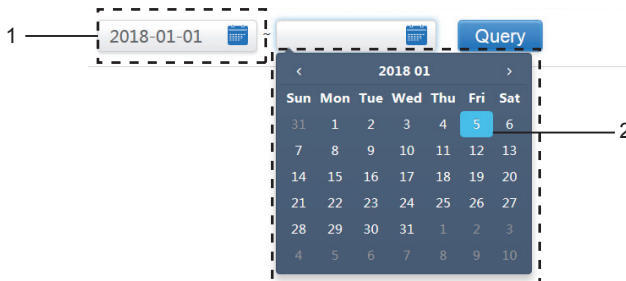 1 2018-01-01 ~ Query
‹ 2018 01 ›
Sun Mon Tue Wed Thu Fri Sat
31 1 2 3 4 5 6
2
7 8 9 10 11 12 13
14 15 16 17 18 19 20
21 22 23 24 25 26 27
28 29 30 31 1 2 3
4 5 6 7 8 9 10